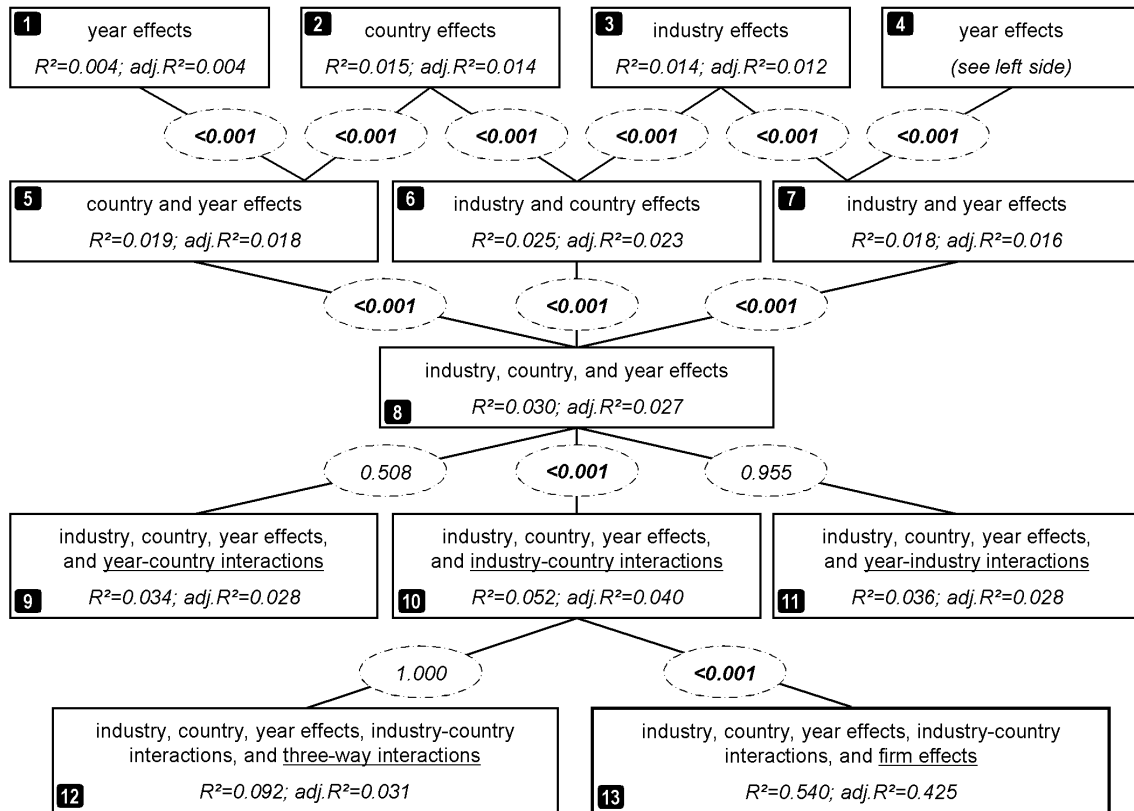 1
year effects
R²=0.004; adj.R²=0.004
2
country effects
R²=0.015; adj.R²=0.014
3
industry effects
R²=0.014; adj.R²=0.012
4
year effects
(see left side)
<0.001
<0.001
<0.001
<0.001
<0.001
<0.001
5
country and year effects
R²=0.019; adj.R²=0.018
6
industry and country effects
R²=0.025; adj.R²=0.023
7
industry and year effects
R²=0.018; adj.R²=0.016
<0.001
<0.001
<0.001
industry, country, and year effects
R²=0.030; adj.R²=0.027
8
0.508
<0.001
0.955
industry, country, year effects,
and year-country interactions
R²=0.034; adj.R²=0.028
9
industry, country, year effects,
and industry-country interactions
R²=0.052; adj.R²=0.040
10
industry, country, year effects,
and year-industry interactions
R²=0.036; adj.R²=0.028
11
1.000
<0.001
industry, country, year effects, industry-country
interactions, and three-way interactions
R²=0.092; adj.R²=0.031
12
industry, country, year effects, industry-country
interactions, and firm effects
R²=0.540; adj.R²=0.425
13